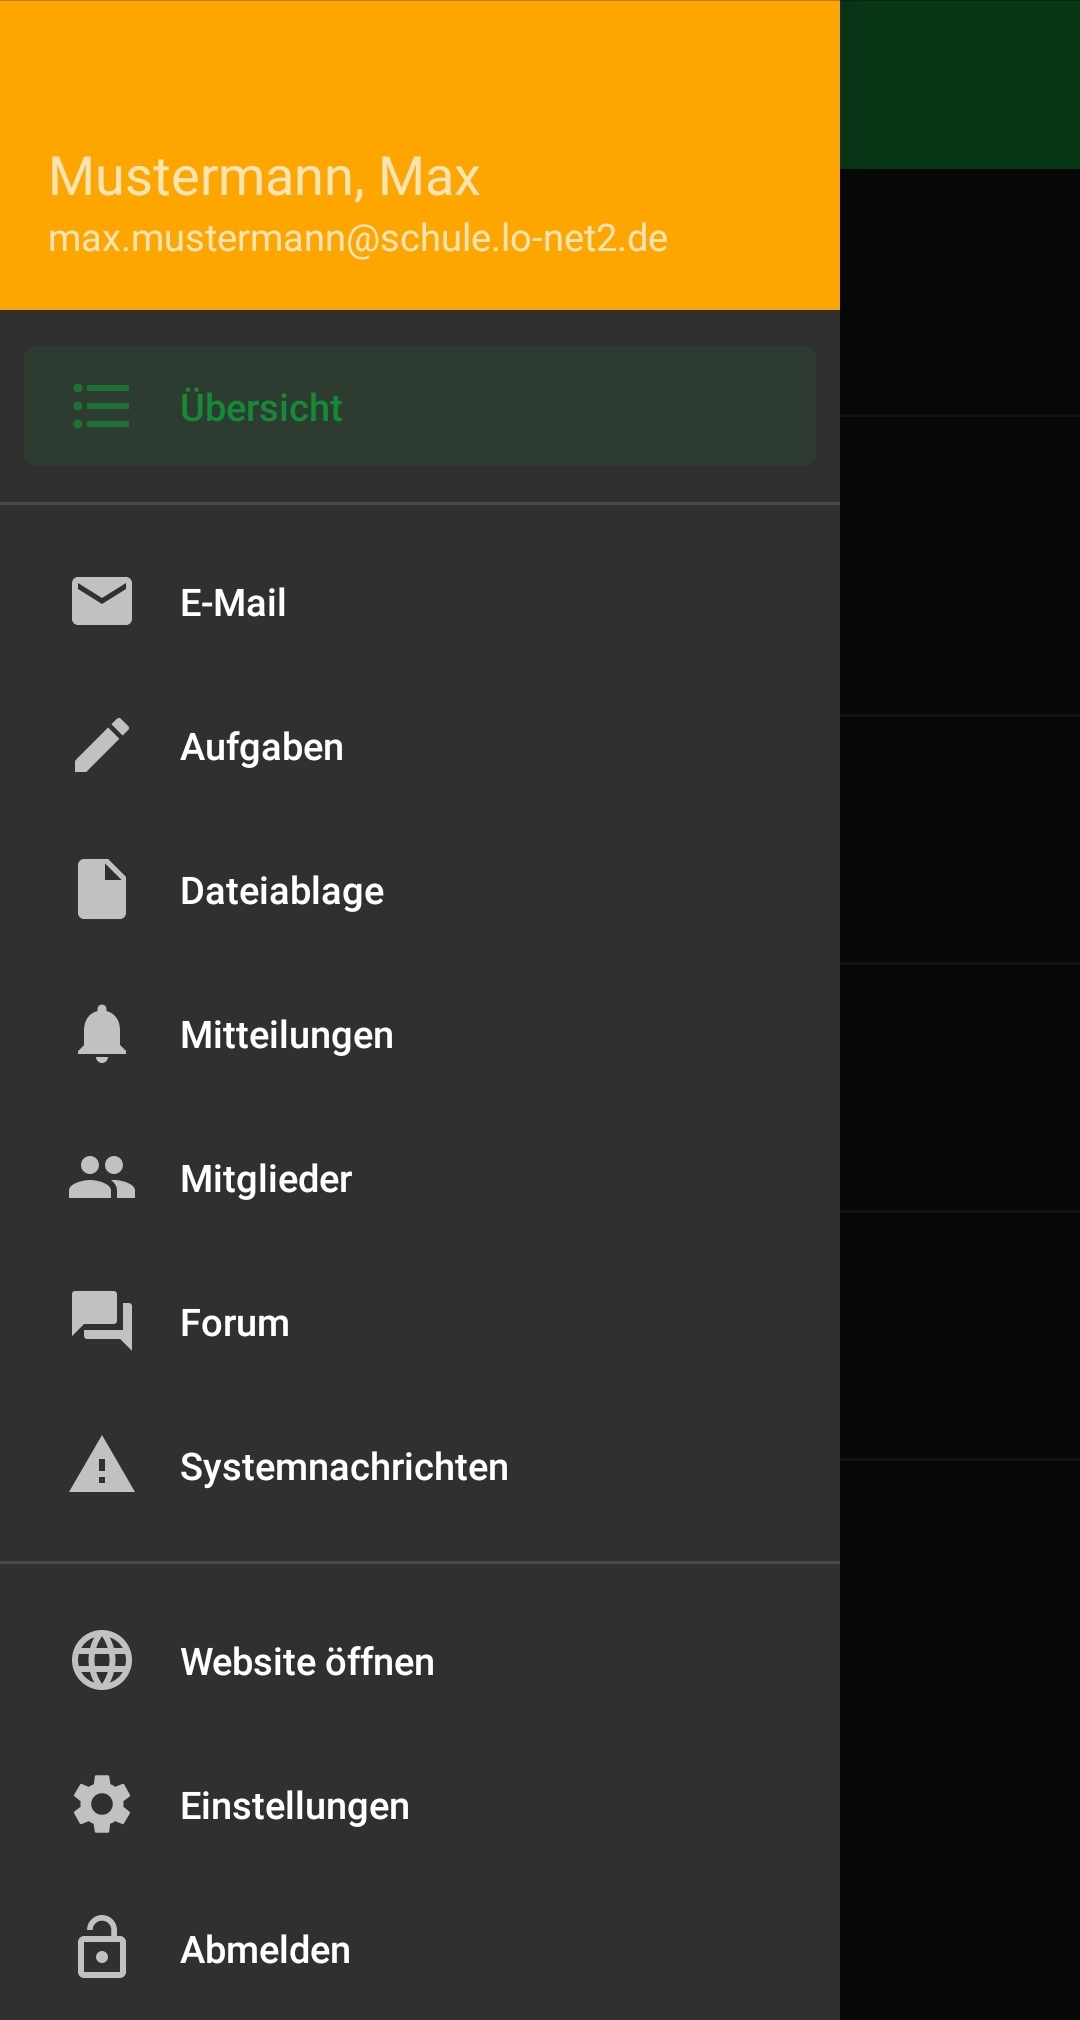 Mustermann, Max
max.mustermann@schule.lo-net2.de
Übersicht
E-Mail
Aufgaben
Dateiablage
Mitteilungen
Mitglieder
Forum
Systemnachrichten
Website öffnen
Einstellungen
Abmelden